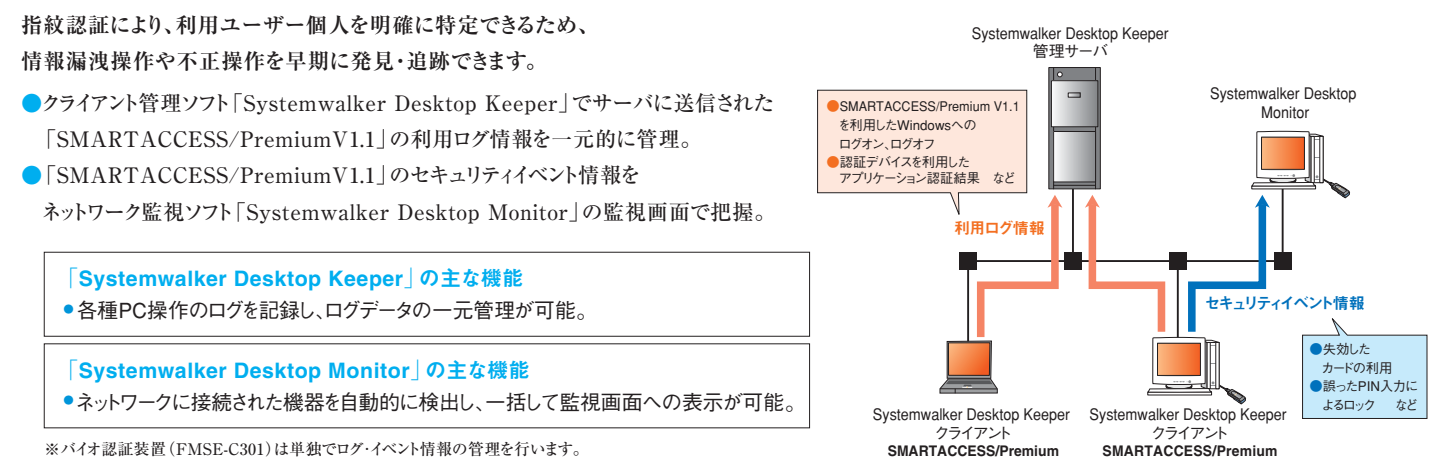 指紋認証により、利用ユーザー個人を明確に特定できるため、
情報漏洩操作や不正操作を早期に発見・追跡できます。
●クライアント管理ソフト「Systemwalker Desktop Keeper」でサーバに送信された
「SMARTACCESS/PremiumV1.1」の利用ログ情報を一元的に管理。
●「SMARTACCESS/PremiumV1.1」のセキュリティイベント情報を
ネットワーク監視ソフト「Systemwalker Desktop Monitor」の監視画面で把握。
「Systemwalker Desktop Keeper」の主な機能
●各種PC操作のログを記録し、ログデータの一元管理が可能。
「Systemwalker Desktop Monitor」の主な機能
●ネットワークに接続された機器を自動的に検出し、一括して監視画面への表示が可能。
※バイオ認証装置(FMSE-C301)は単独でログ・イベント情報の管理を行います。
Systemwalker Desktop Keeper
管理サーバ
●SMARTACCESS/Premium V1.1
を利用したWindowsへの
ログオン、ログオフ
●認証デバイスを利用した
アプリケーション認証結果 など
Systemwalker Desktop
Monitor
利用ログ情報
セキュリティイベント情報
●失効した
カードの利用
●誤ったPIN入力に
よるロック など
Systemwalker Desktop Keeper
クライアント
SMARTACCESS/Premium
Systemwalker Desktop Keeper
クライアント
SMARTACCESS/Premium